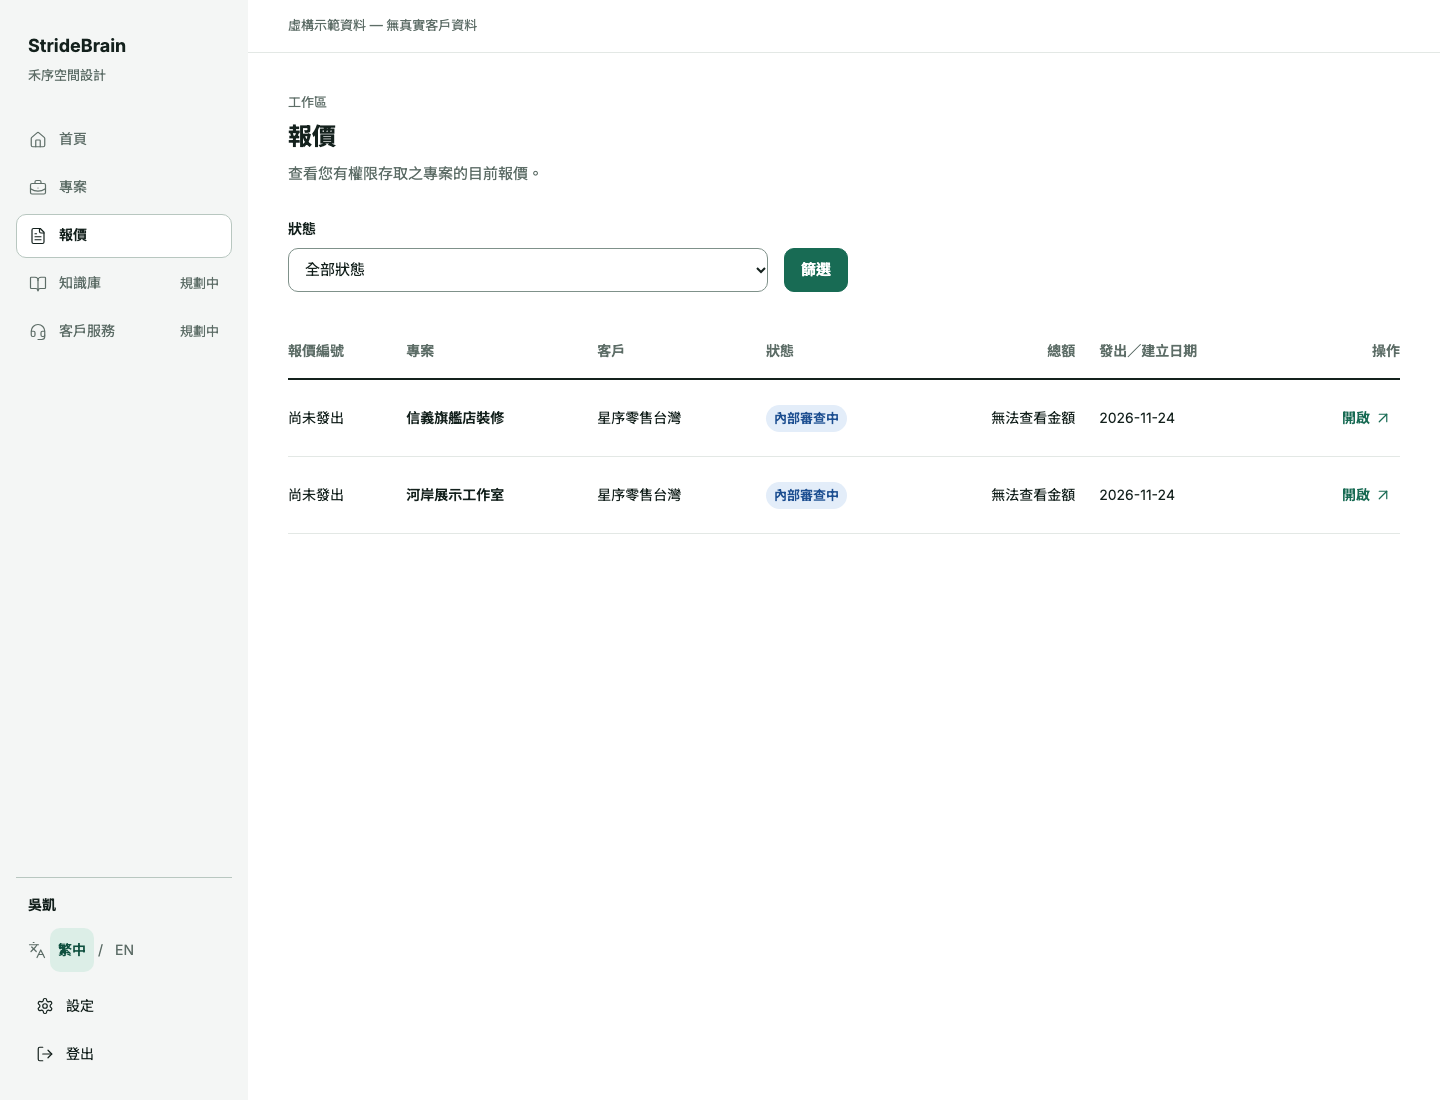 StrideBrain
禾序空間設計
首頁
專案
報價
知識庫 規劃中
客戶服務 規劃中
吳凱
繁中 / EN
設定
登出
虛構示範資料 — 無真實客戶資料
工作區
報價
查看您有權限存取之專案的目前報價。
狀態
全部狀態 篩選
報價編號 專案 客戶 狀態 總額 發出／建立日期 操作
尚未發出 信義旗艦店裝修 星序零售台灣 內部審查中 無法查看金額 2026-11-24 開啟
尚未發出 河岸展示工作室 星序零售台灣 內部審查中 無法查看金額 2026-11-24 開啟